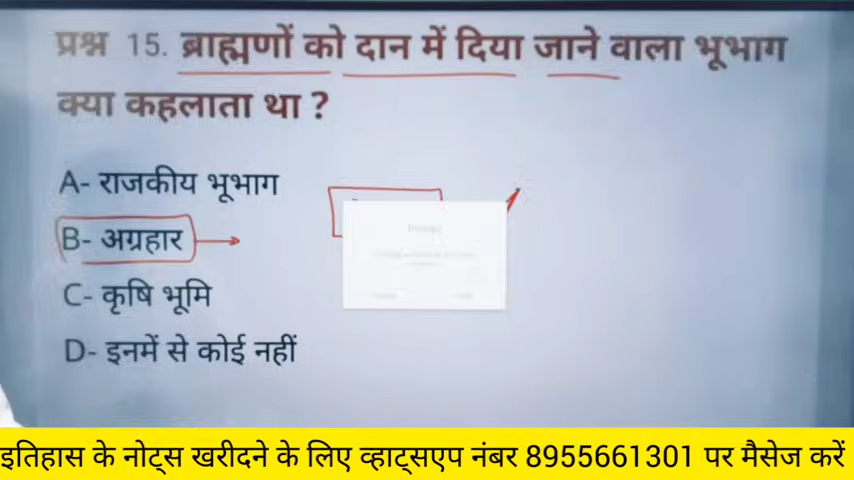 प्रश्न 15. ब्राह्मणों को दान में दिया जाने वाला भूभाग
क्या कहलाता था ?
A- राजकीय भूभाग
B- अग्रहार
C- कृषि भूमि
D- इनमें से कोई नहीं
इतिहास के नोट्स खरीदने के लिए व्हाट्सएप नंबर 8955661301 पर मैसेज करें